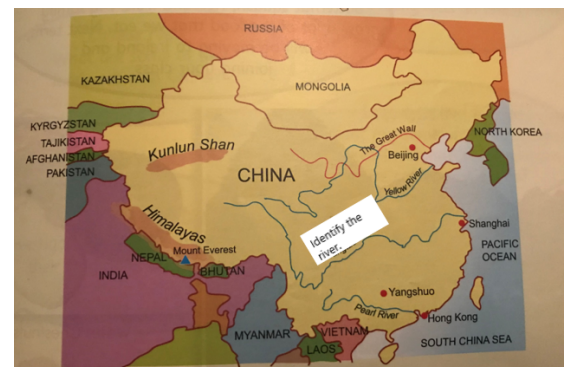 RUSSIA
KAZAKHSTAN
MONGOLIA
KYRGYZSTAN
TAJIKISTAN
AFGHANISTAN
PAKISTAN
Kunlun Shan
The Great Wall
Beijing
NORTH KOREA
CHINA
Yellow River
Himalayas
Identify the
river.
Shanghai
PACIFIC
OCEAN
Mount Everest
NEPAL
BHUTAN
INDIA
Yangshuo
Pearl River
Hong Kong
MYANMAR
VIETNAM
LAOS
SOUTH CHINA SEA